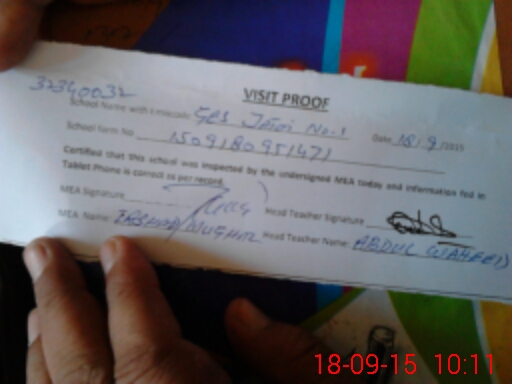 32340032
VISIT PROOF
School Name with emiscode GES No.1 Date 18-9/2015
School form No 1509180951471
Certified that this school was inspected by the undersigned MEA today and information fed in
Tablet Phone is correct as per record.
MEA Signature Head Teacher Signature
MEA Name: MUGHAL Head Teacher Name: ABDUL WAHEED
18-09-15 10:11